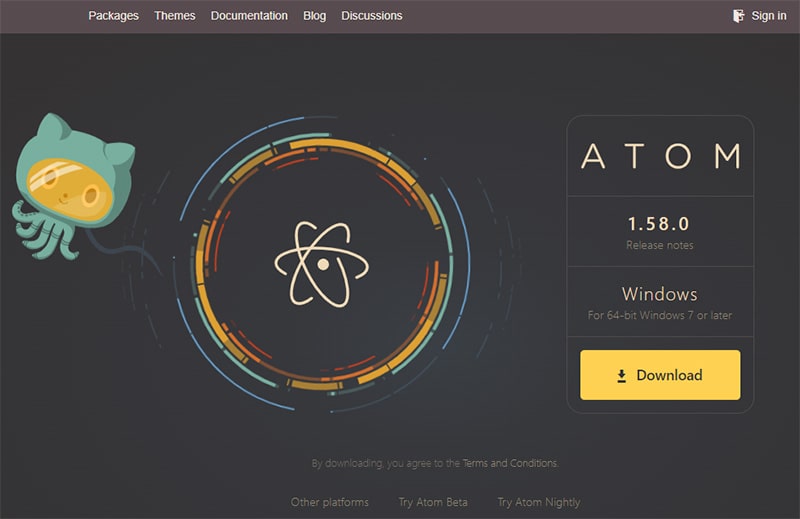 Packages Themes Documentation Blog Discussions Sign in
ATOM
1.58.0
Release notes
Windows
For 64-bit Windows 7 or later
Download
By downloading, you agree to the Terms and Conditions.
Other platforms Try Atom Beta Try Atom Nightly